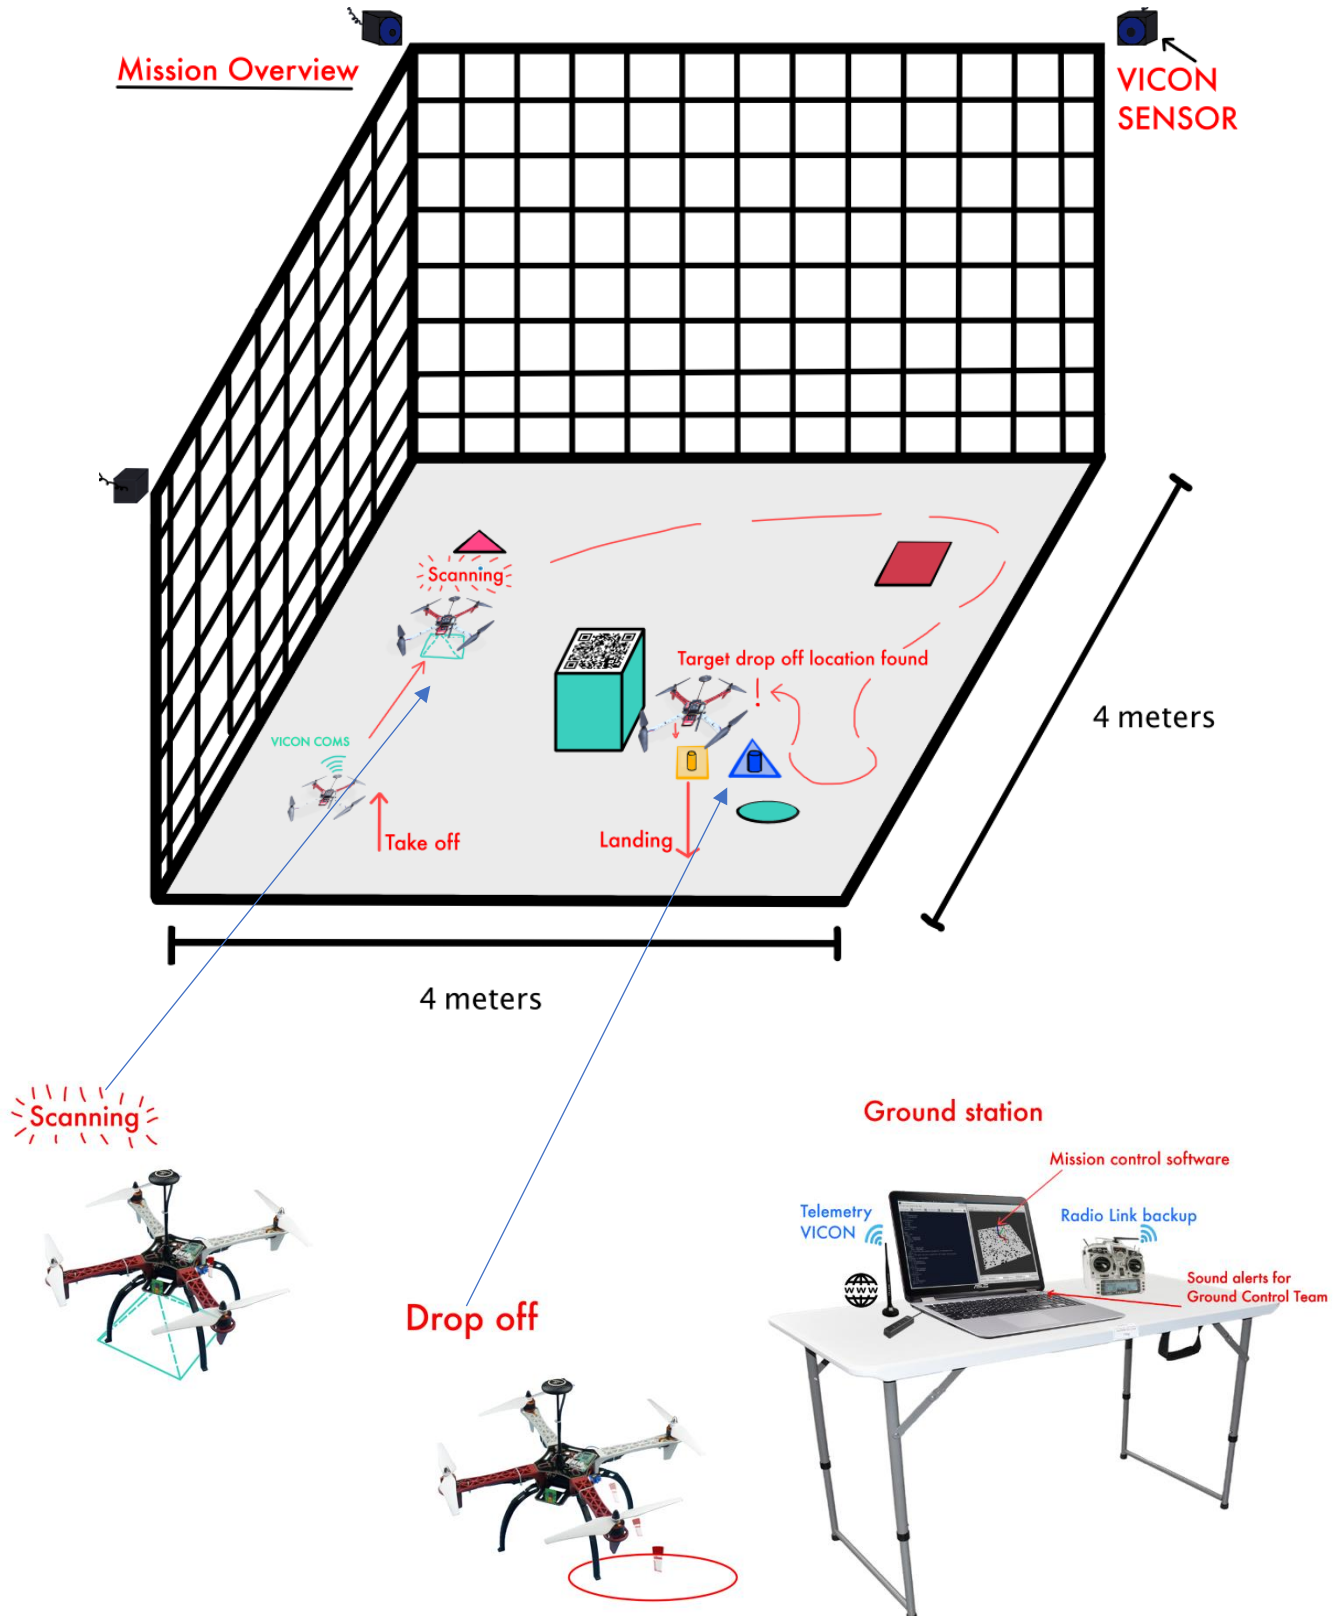 Mission Overview
VICON
SENSOR
Scanning
Target drop off location found
!
VICON COMS
Take off
Landing
4 meters
4 meters
Scanning
Ground station
Mission control software
Telemetry
VICON
Radio Link backup
www
Sound alerts for
Ground Control Team
Drop off